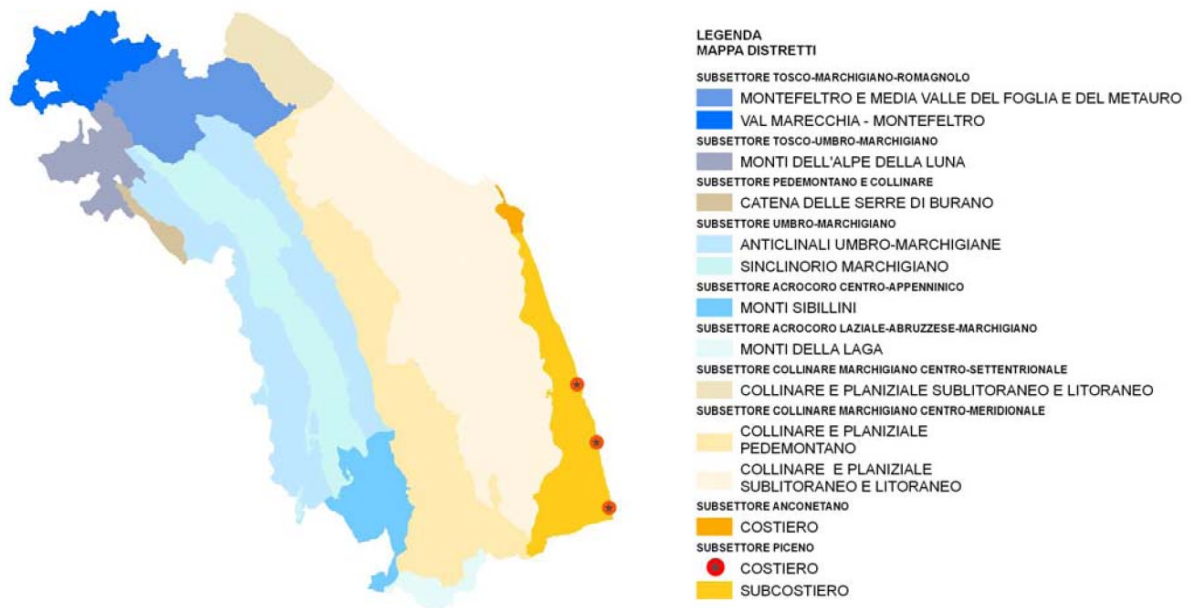 LEGENDA
MAPPA DISTRETTI
SUBSETTORE TOSCO-MARCHIGIANO-ROMAGNOLO
MONTEFELTRO E MEDIA VALLE DEL FOGLIA E DEL METAURO
VAL MARECCHIA - MONTEFELTRO
SUBSETTORE TOSCO-UMBRO-MARCHIGIANO
MONTI DELL'ALPE DELLA LUNA
SUBSETTORE PEDEMONTANO E COLLINARE
CATENA DELLE SERRE DI BURANO
SUBSETTORE UMBRO-MARCHIGIANO
ANTICLINALI UMBRO-MARCHIGIANE
SINCLINORIO MARCHIGIANO
SUBSETTORE ACROCORO CENTRO-APPENNINICO
MONTI SIBILLINI
SUBSETTORE ACROCORO LAZIALE-ABRUZZESE-MARCHIGIANO
MONTI DELLA LAGA
SUBSETTORE COLLINARE MARCHIGIANO CENTRO-SETTENTRIONALE
COLLINARE E PLANIZIALE SUBLITORANEO E LITORANEO
SUBSETTORE COLLINARE MARCHIGIANO CENTRO-MERIDIONALE
COLLINARE E PLANIZIALE
PEDEMONTANO
COLLINARE E PLANIZIALE
SUBLITORANEO E LITORANEO
SUBSETTORE ANCONETANO
COSTIERO
SUBSETTORE PICENO
COSTIERO
SUBCOSTIERO